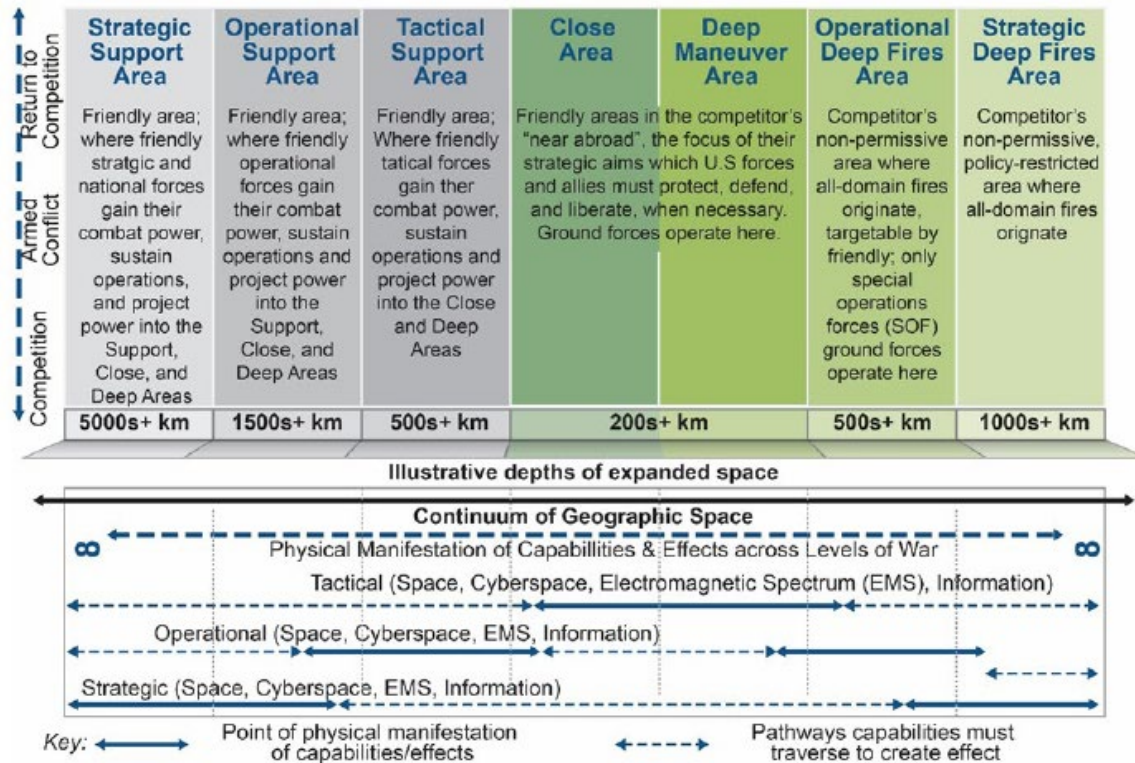 Return to
Competition
Armed
Conflict
Competition
Strategic
Support
Area
Friendly area;
where friendly
stratgic and
national forces
gain their
combat power,
sustain
operations,
and project
power into the
Support,
Close, and
Deep Areas
5000s+ km
Operational
Support
Area
Friendly area;
where friendly
operational
forces gain
their combat
power, sustain
operations and
project power
into the
Support,
Close, and
Deep Areas
1500s+ km
Tactical
Support
Area
Friendly area;
Where friendly
tatical forces
gain ther
combat power,
sustain
operations and
project power
into the Close
and Deep
Areas
500s+ km
Close
Area
Deep
Maneuver
Area
Friendly areas in the competitor's
“near abroad”, the focus of their
strategic aims which U.S forces
and allies must protect, defend,
and liberate, when necessary.
Ground forces operate here.
200s+ km
Operational
Deep Fires
Area
Competitor's
non-permissive
area where
all-domain fires
originate,
targetable by
friendly; only
special
operations
forces (SOF)
ground forces
operate here
500s+ km
Strategic
Deep Fires
Area
Competitor's
non-permissive,
policy-restricted
area where
all-domain fires
orignate
1000s+ km
Illustrative depths of expanded space
Continuum of Geographic Space
8 8
Physical Manifestation of Capabillities & Effects across Levels of War
Tactical (Space, Cyberspace, Electromagnetic Spectrum (EMS), Information)
Operational (Space, Cyberspace, EMS, Information)
Strategic (Space, Cyberspace, EMS, Information)
Key: Point of physical manifestation
of capabilities/effects
Pathways capabilities must
traverse to create effect